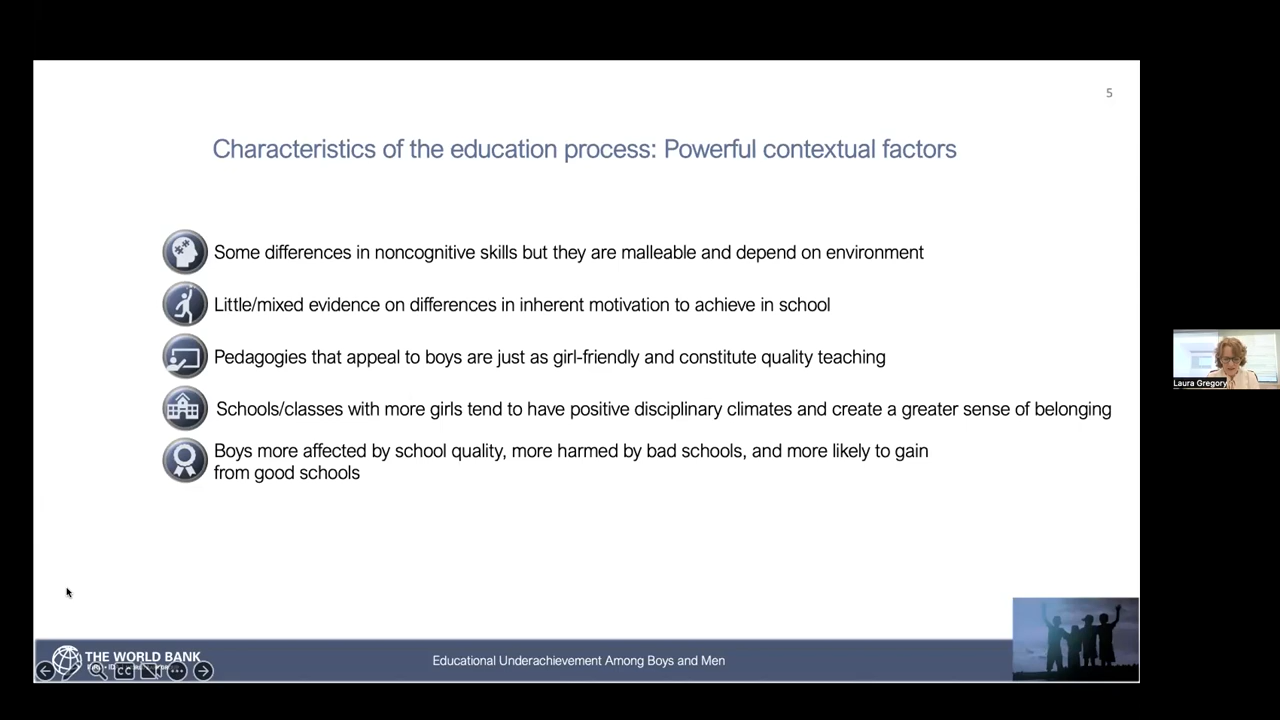 5
Characteristics of the education process: Powerful contextual factors
Some differences in noncognitive skills but they are malleable and depend on environment
Little/mixed evidence on differences in inherent motivation to achieve in school
Pedagogies that appeal to boys are just as girl-friendly and constitute quality teaching
Schools/classes with more girls tend to have positive disciplinary climates and create a greater sense of belonging
Boys more affected by school quality, more harmed by bad schools, and more likely to gain
from good schools
Laura Gregory
THE WORLD BANK
CC
Educational Underachievement Among Boys and Men